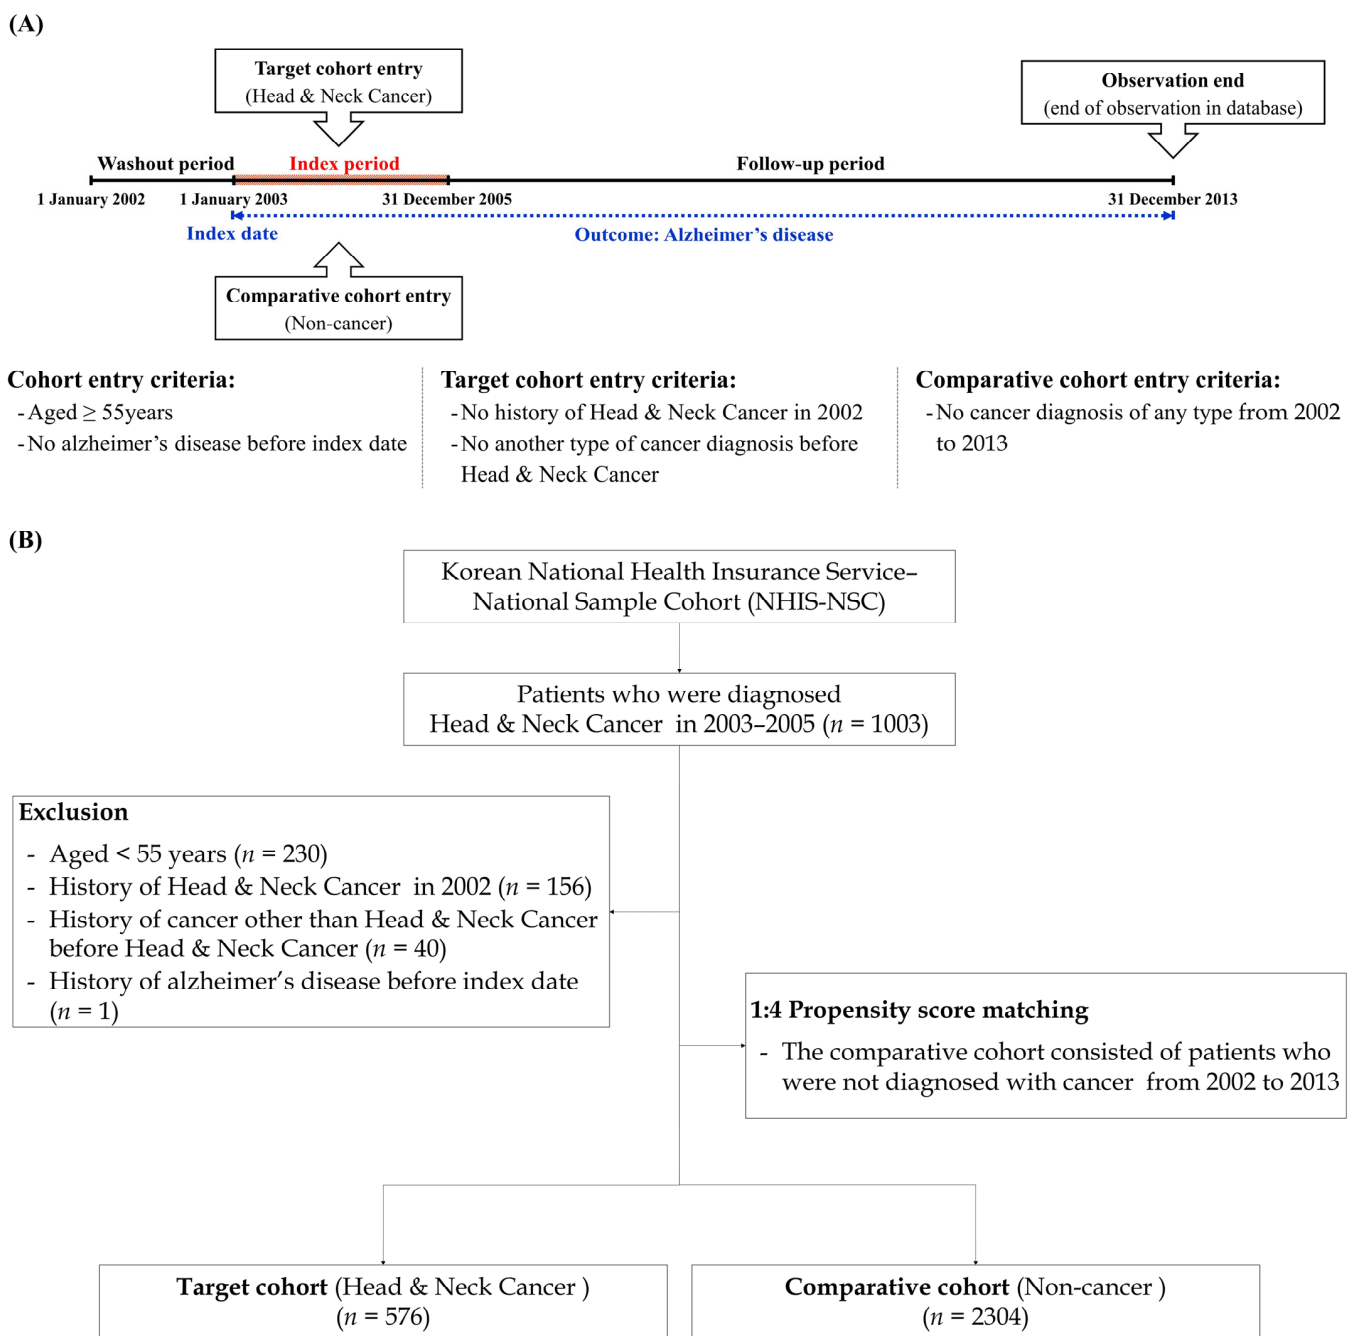 (A)
Target cohort entry
(Head & Neck Cancer)
Observation end
(end of observation in database)
Washout period
Index period
Follow-up period
1 January 2002
1 January 2003
31 December 2005
31 December 2013
Index date
Outcome: Alzheimer's disease
Comparative cohort entry
(Non-cancer)
Cohort entry criteria:
-Aged ≥ 55years
-No alzheimer's disease before index date
Target cohort entry criteria:
-No history of Head & Neck Cancer in 2002
-No another type of cancer diagnosis before
Head & Neck Cancer
Comparative cohort entry criteria:
-No cancer diagnosis of any type from 2002
to 2013
(B)
Korean National Health Insurance Service–
National Sample Cohort (NHIS-NSC)
Patients who were diagnosed
Head & Neck Cancer in 2003–2005 (n = 1003)
Exclusion
- Aged < 55 years (n = 230)
- History of Head & Neck Cancer in 2002 (n = 156)
- History of cancer other than Head & Neck Cancer
before Head & Neck Cancer (n = 40)
- History of alzheimer's disease before index date
(n = 1)
1:4 Propensity score matching
- The comparative cohort consisted of patients who
were not diagnosed with cancer from 2002 to 2013
Target cohort (Head & Neck Cancer )
(n = 576)
Comparative cohort (Non-cancer )
(n = 2304)